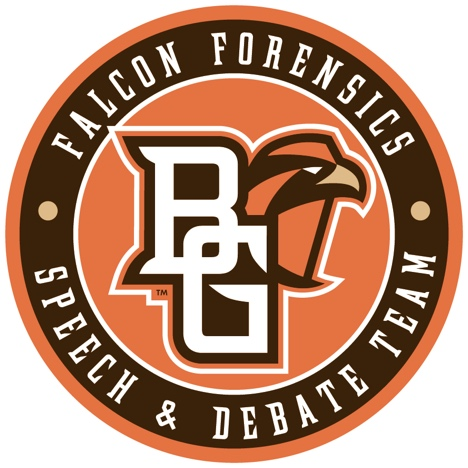 FALCON FORENSICS
BG
TM
SPEECH & DEBATE TEAM